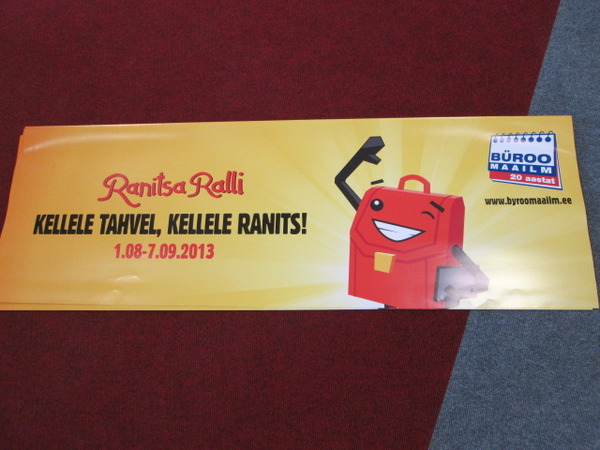 Ranitsa Ralli
KELLELE TAHVEL, KELLELE RANITS!
1.08-7.09.2013
BÜROO
MAAILM
20 aastat
www.byroomaailm.ee